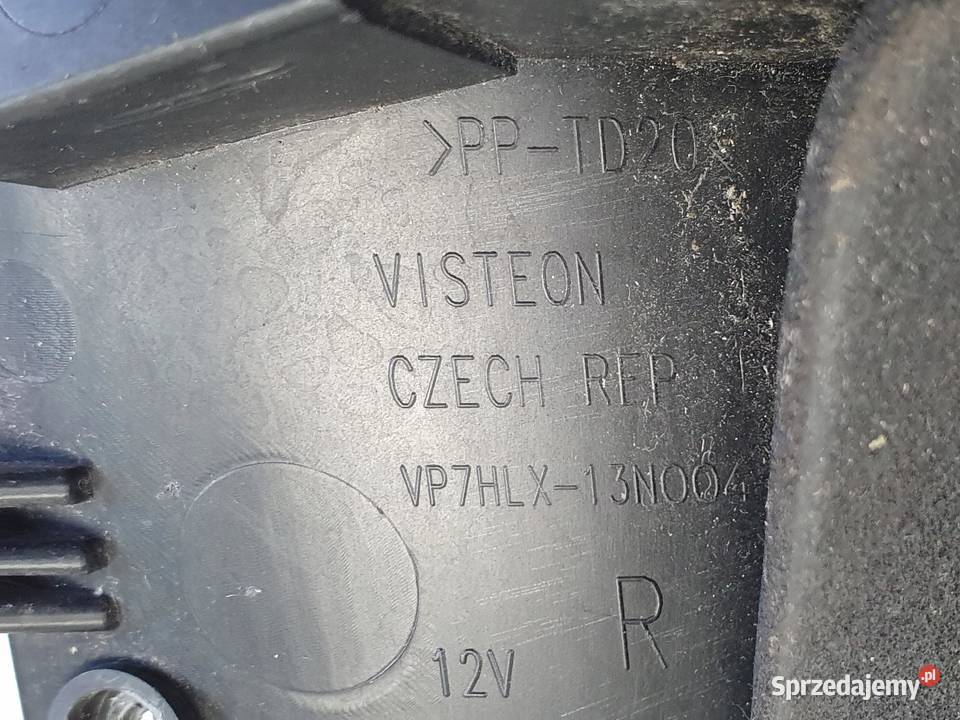 >PP-TD20<
VISTEON
CZECH REP
VP7HLX-13N004
R
12V
Sprzedajemy.pl